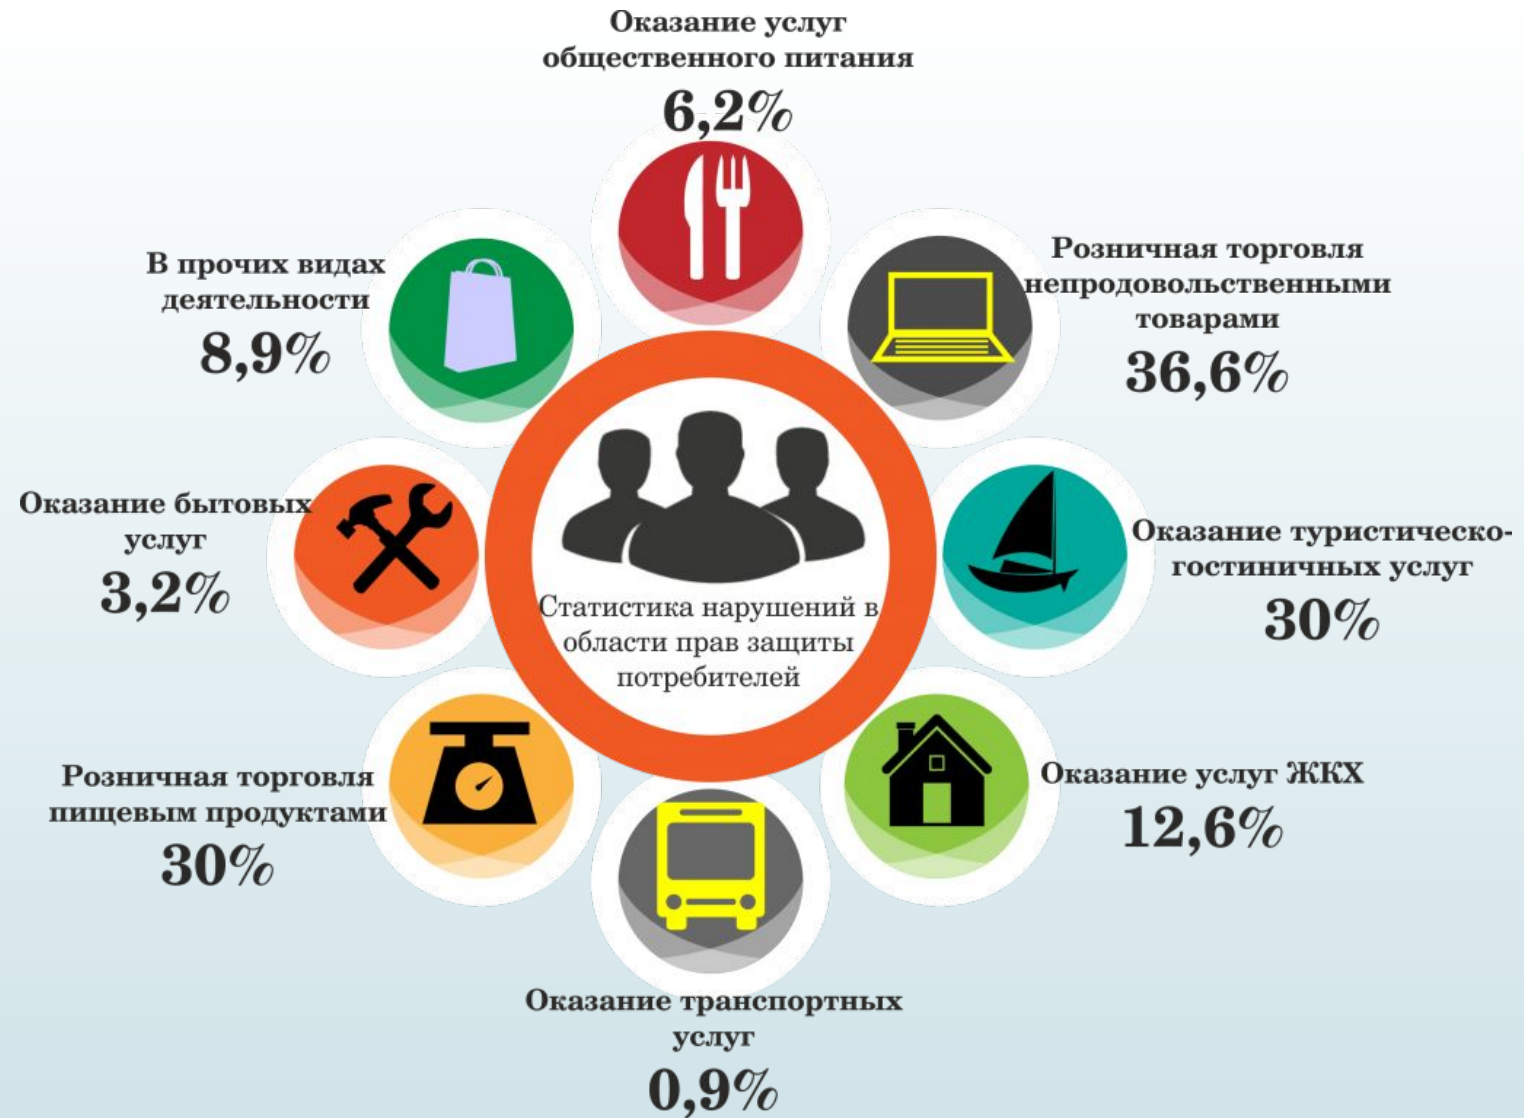 Оказание услуг
общественного питания
6,2%
Розничная торговля
непродовольственными
товарами
36,6%
Оказание туристическо-
гостиничных услуг
30%
Оказание услуг ЖКХ
12,6%
Оказание транспортных
услуг
0,9%
Розничная торговля
пищевым продуктами
30%
Оказание бытовых
услуг
3,2%
В прочих видах
деятельности
8,9%
Статистика нарушений в
области прав защиты
потребителей